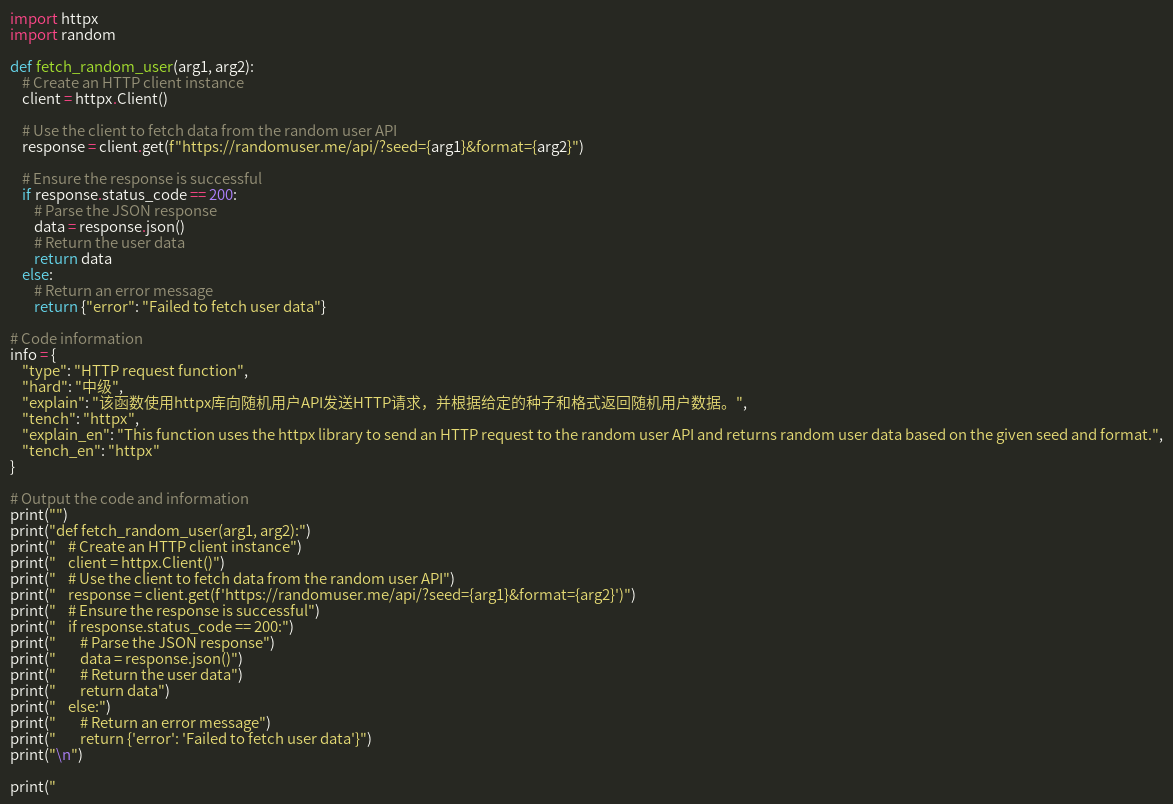 import httpx
import random
def fetch_random_user(arg1, arg2):
    # Create an HTTP client instance
    client = httpx.Client()
    # Use the client to fetch data from the random user API
    response = client.get(f"https://randomuser.me/api/?seed={arg1}&format={arg2}")
    # Ensure the response is successful
    if response.status_code == 200:
        # Parse the JSON response
        data = response.json()
        # Return the user data
        return data
    else:
        # Return an error message
        return {"error": "Failed to fetch user data"}
# Code information
info = {
    "type": "HTTP request function",
    "hard": "中级",
    "explain": "该函数使用httpx库向随机用户API发送HTTP请求，并根据给定的种子和格式返回随机用户数据。",
    "tench": "httpx",
    "explain_en": "This function uses the httpx library to send an HTTP request to the random user API and returns random user data based on the given seed and format.",
    "tench_en": "httpx"
}
# Output the code and information
print("")
print("def fetch_random_user(arg1, arg2):")
print("    # Create an HTTP client instance")
print("    client = httpx.Client()")
print("    # Use the client to fetch data from the random user API")
print("    response = client.get(f'https://randomuser.me/api/?seed={arg1}&format={arg2}')")
print("    # Ensure the response is successful")
print("    if response.status_code == 200:")
print("        # Parse the JSON response")
print("        data = response.json()")
print("        # Return the user data")
print("        return data")
print("    else:")
print("        # Return an error message")
print("        return {'error': 'Failed to fetch user data'}")
print("\n")
print("